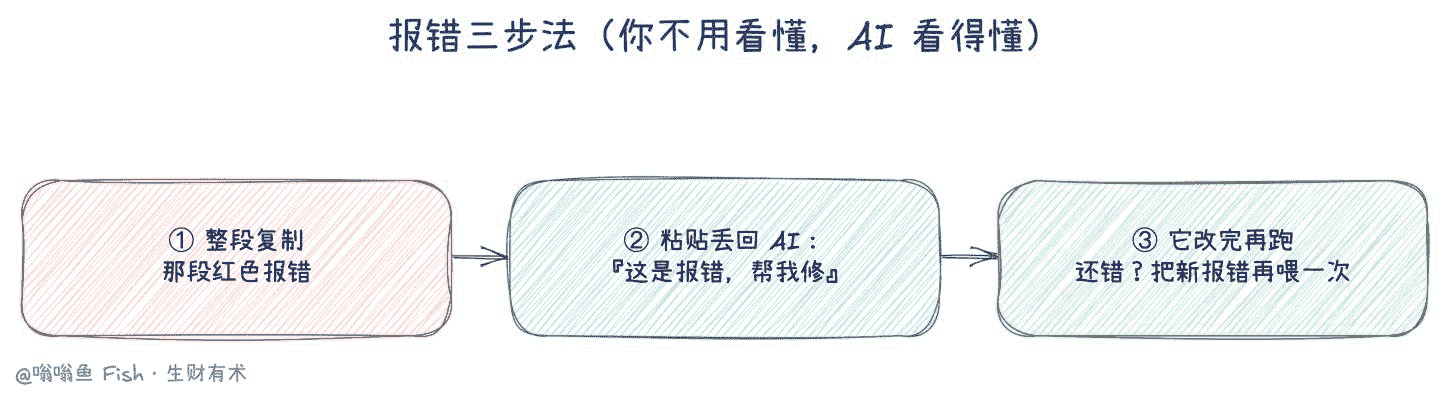 报错三步法（你不用看懂，AI 看得懂）
① 整段复制
那段红色报错
② 粘贴丢回 AI：
『这是报错，帮我修』
③ 它改完再跑
还错？把新报错再喂一次
@嗡嗡鱼 Fish · 生财有术